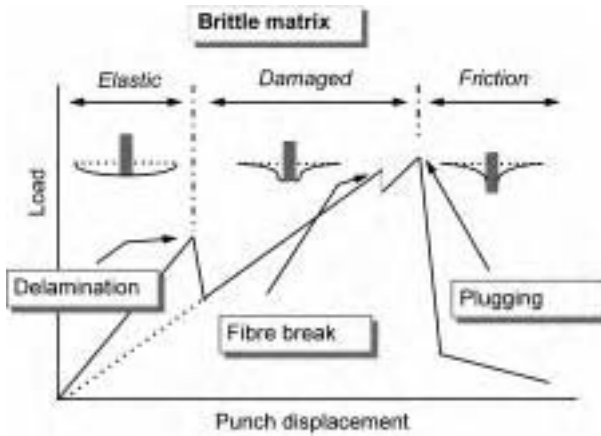 Brittle matrix
Elastic
Damaged
Friction
Load
Delamination
Fibre break
Plugging
Punch displacement